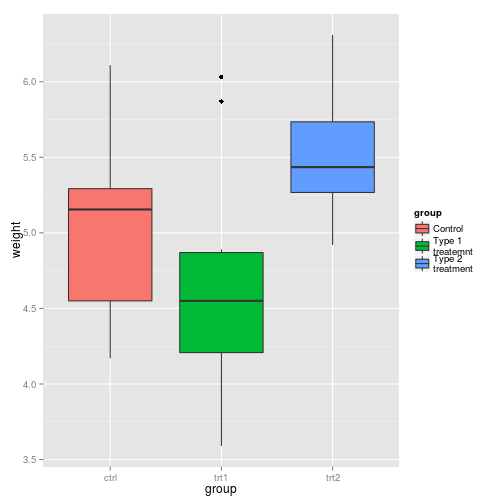 6.0
5.5
5.0
4.5
4.0
3.5
weight
ctrl
trt1
trt2
group
group
Control
Type 1
treatemnt
Type 2
treatment